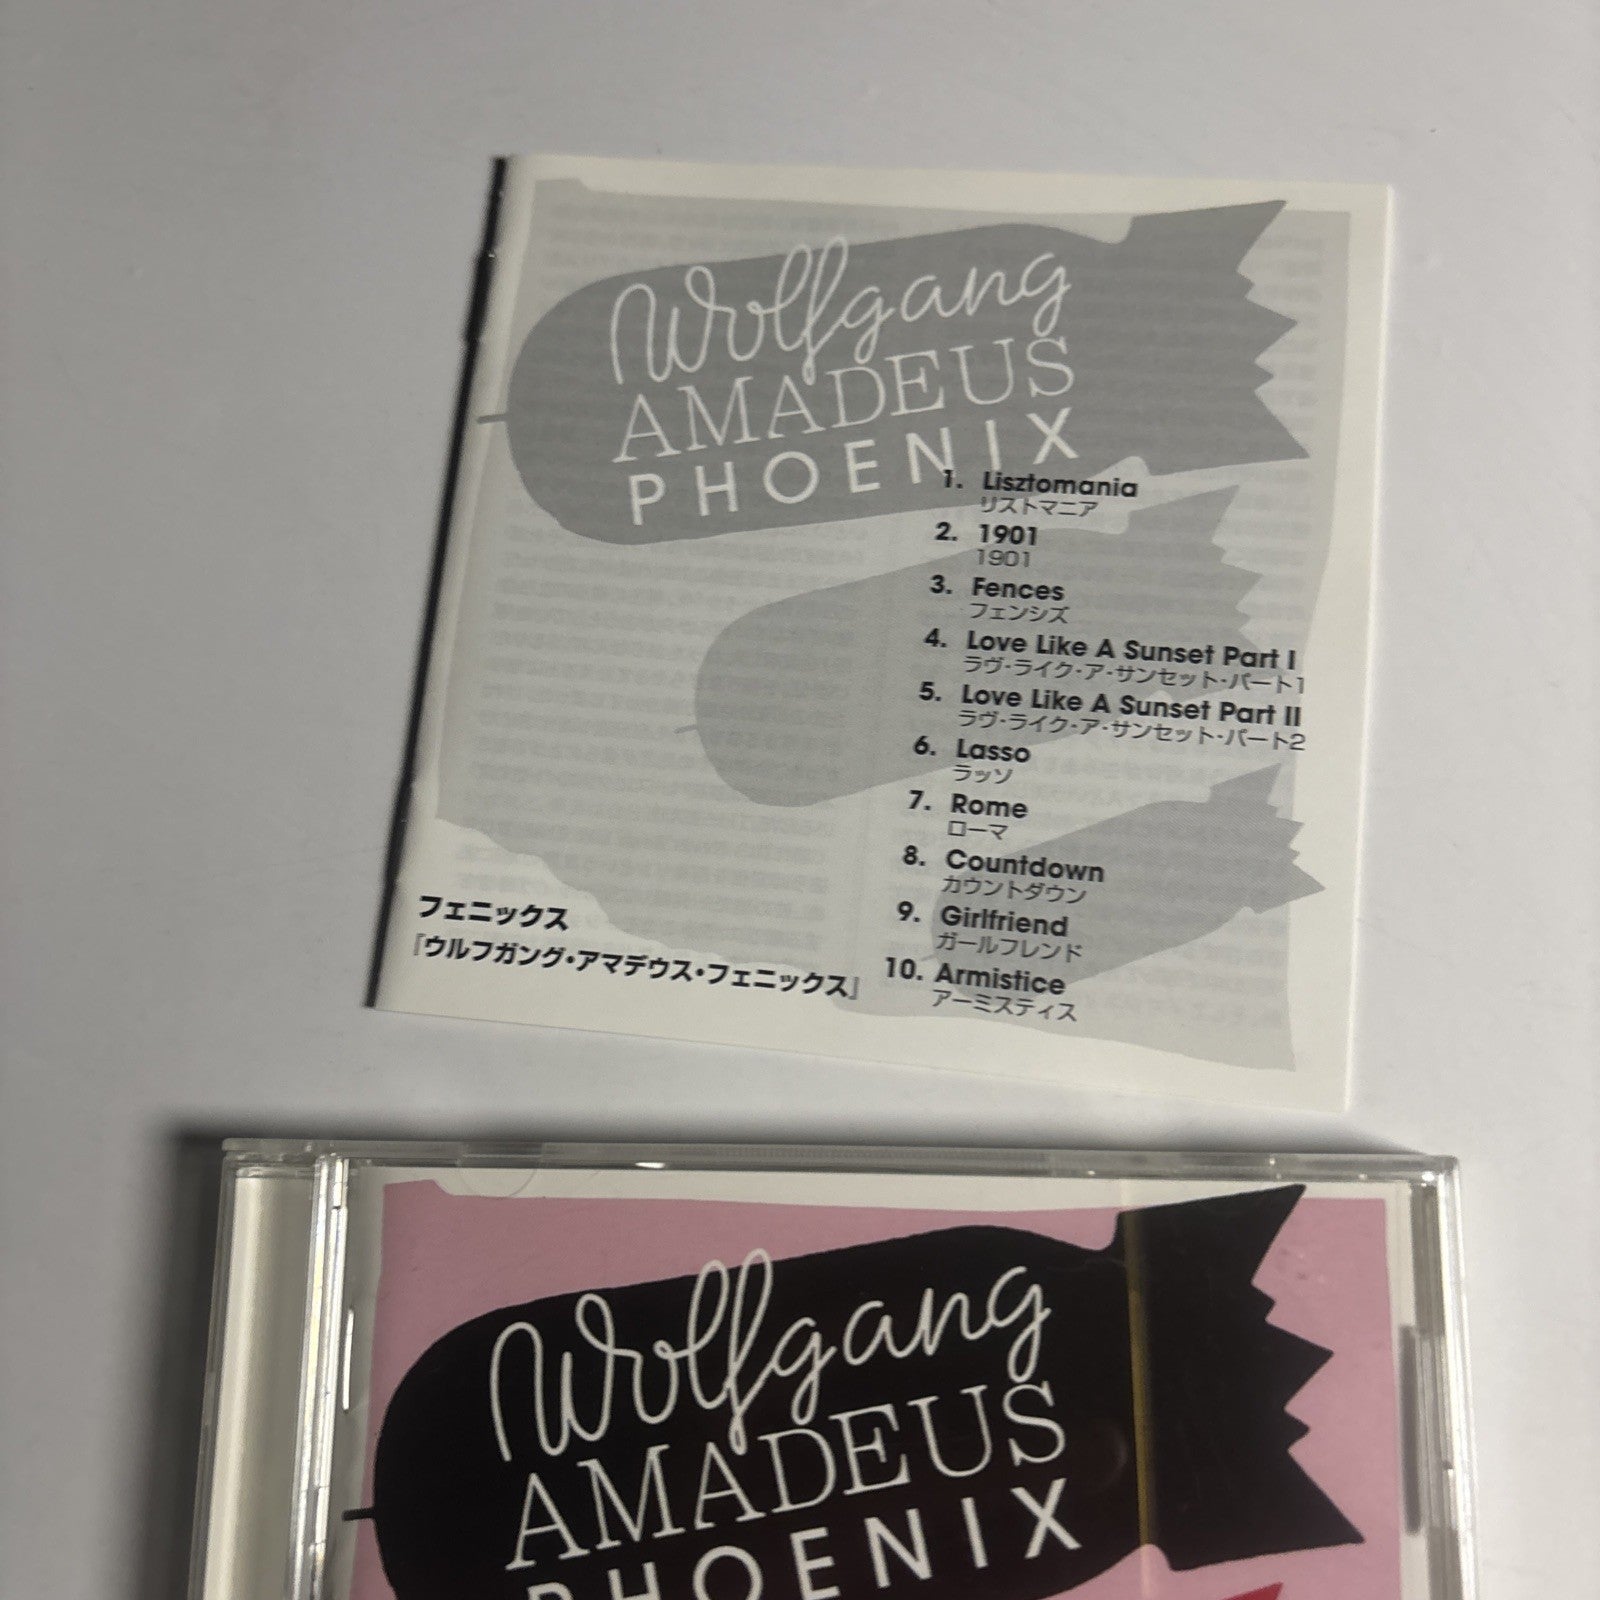 Wolfgang
AMADEUS
PHOENIX
1. Lisztomania
リストマニア
2. 1901
1901
3. Fences
フェンシズ
4. Love Like A Sunset Part I
ラヴ・ライク・ア・サンセット・パート1
5. Love Like A Sunset Part II
ラヴ・ライク・ア・サンセット・パート2
6. Lasso
ラッソ
7. Rome
ローマ
8. Countdown
カウントダウン
9. Girlfriend
ガールフレンド
10. Armistice
アーミスティス
フェニックス
『ウルフガング・アマデウス・フェニックス』
Wolfgang
AMADEUS
PHOENIX